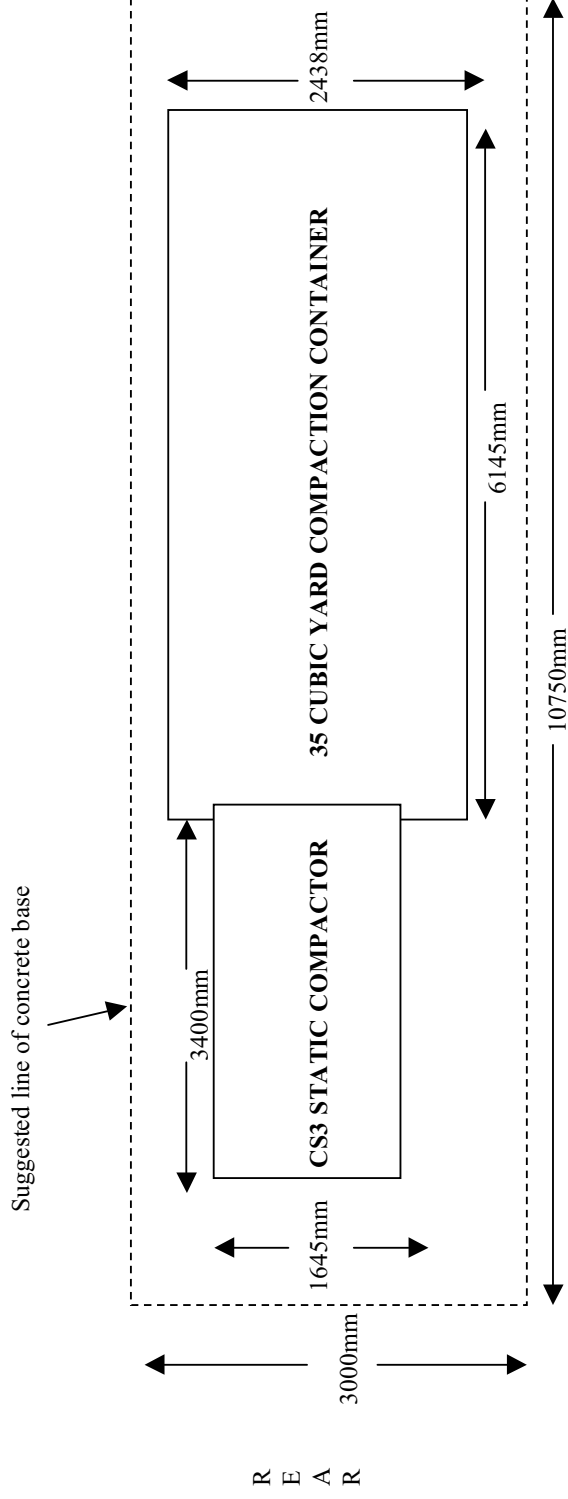 Suggested line of concrete base
2438mm
3400mm
CS3 STATIC COMPACTOR
35 CUBIC YARD COMPACTION CONTAINER
1645mm
6145mm
3000mm
10750mm
R
E
A
R